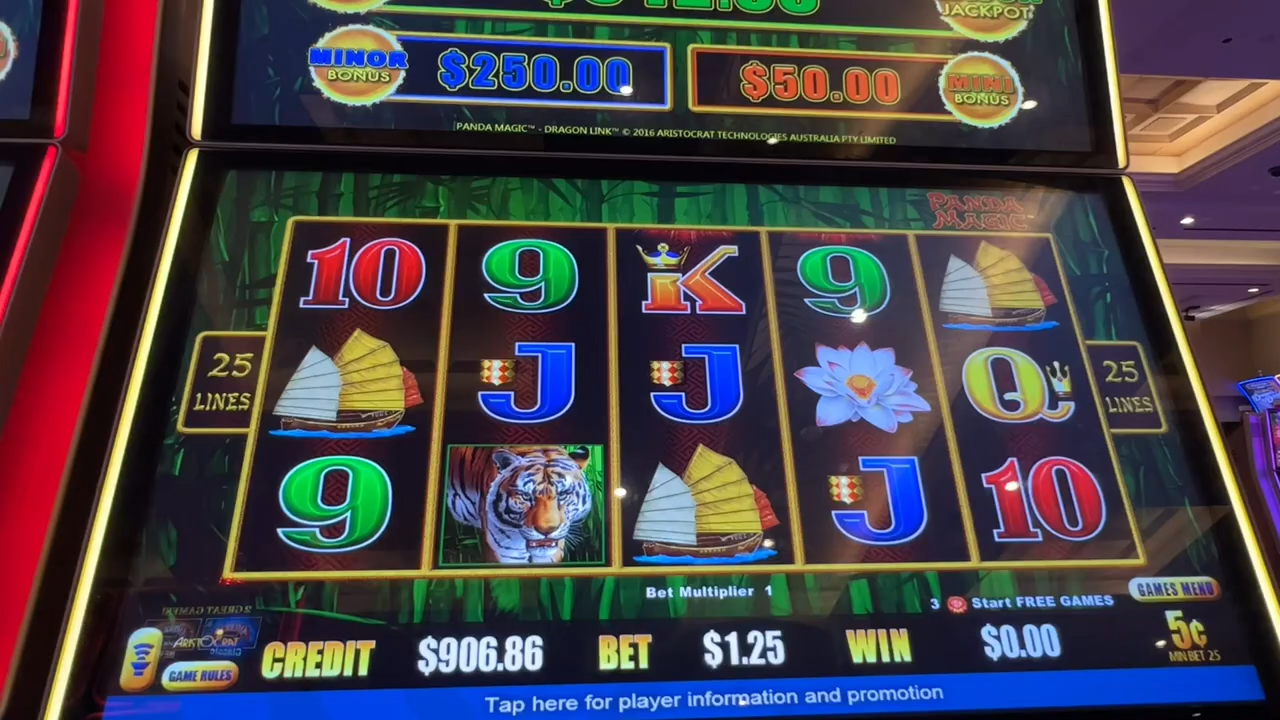 JACKPOT
MINOR
BONUS
$250.00
$50.00
MINI
BONUS
PANDA MAGIC™ - DRAGON LINK™ © 2016 ARISTOCRAT TECHNOLOGIES AUSTRALIA PTY LIMITED
PANDA
MAGIC
10 9 K 9
25
LINES
J J Q
25
LINES
9 J 10
Bet Multiplier 1
3 Start FREE GAMES
GAMES MENU
ARISTOCRAT
GAME RULES
CREDIT $906.86 BET $1.25 WIN $0.00
5¢
MIN BET 25
Tap here for player information and promotion